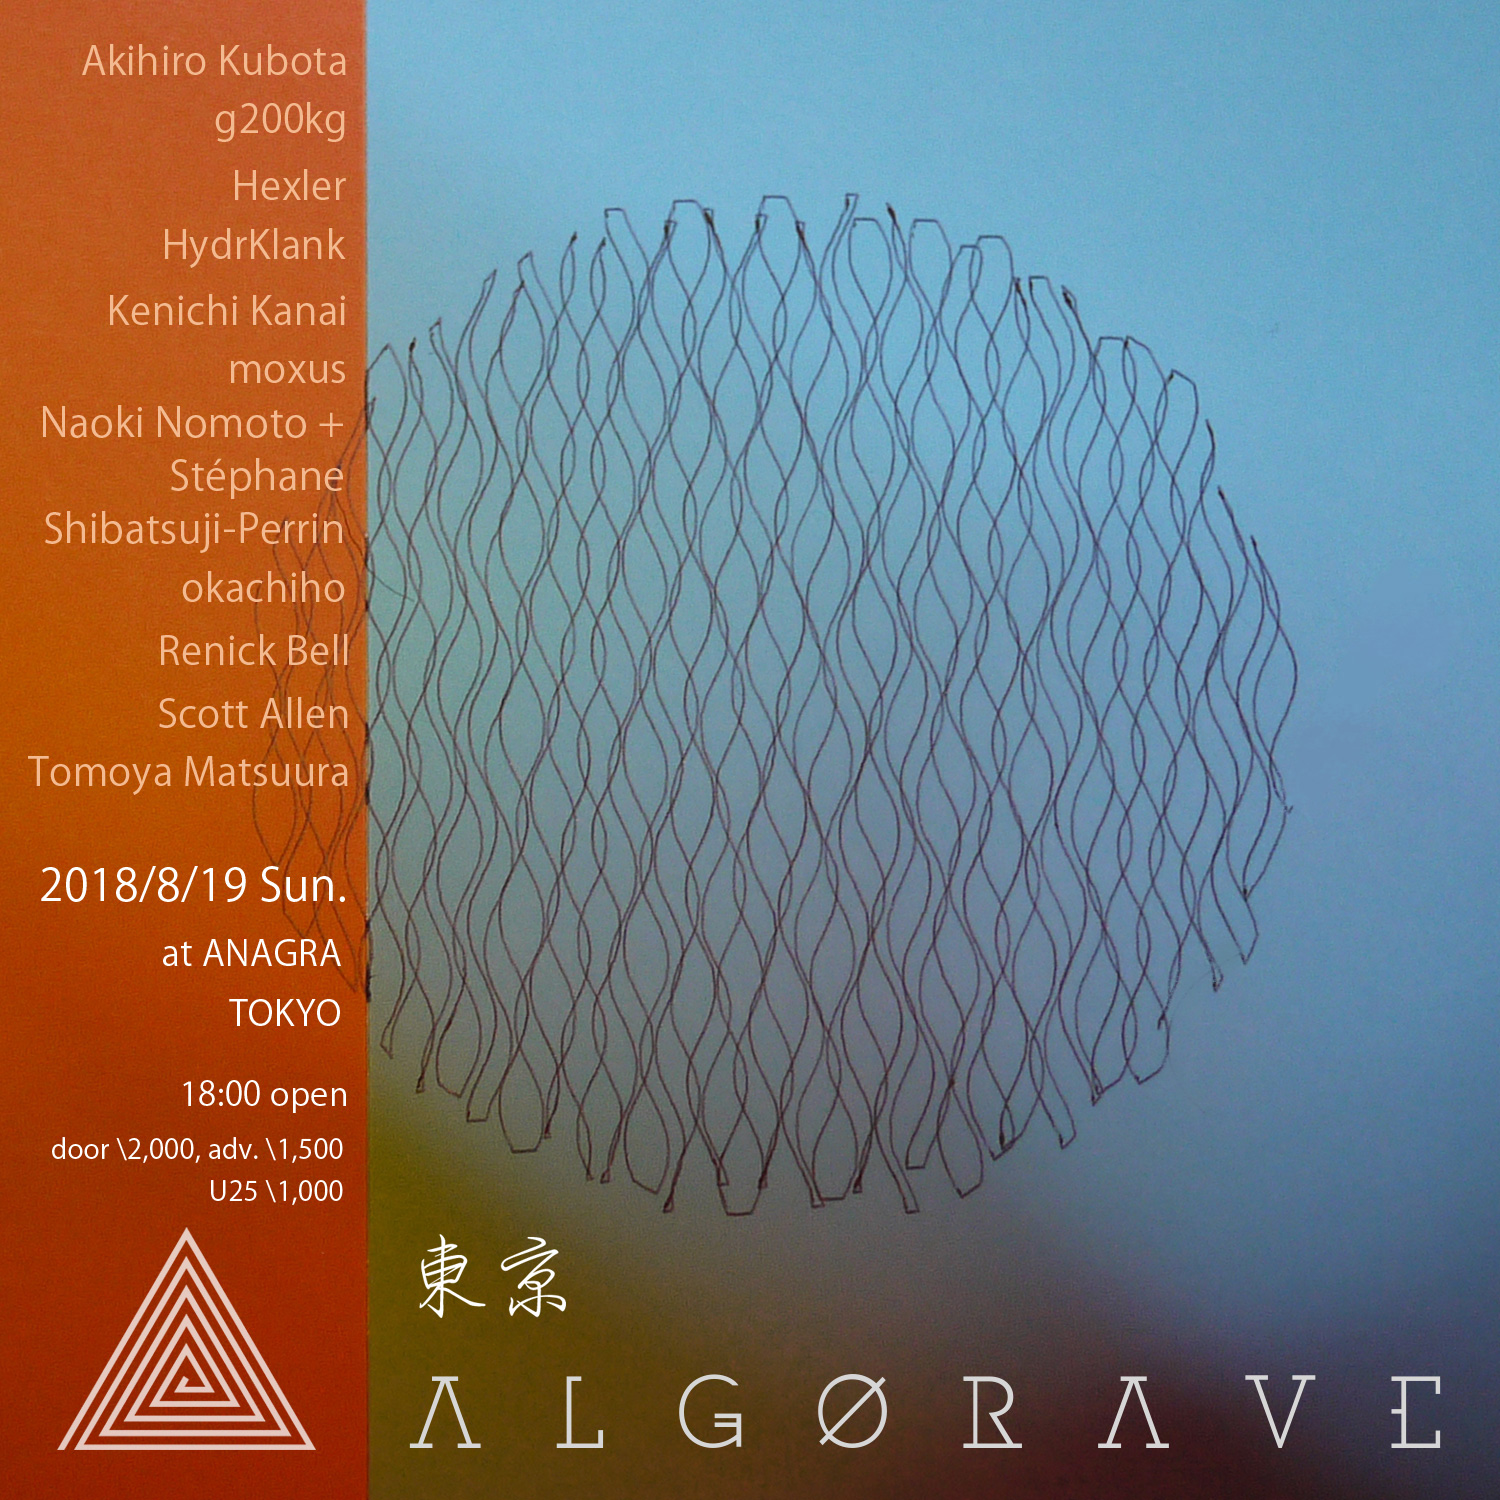 Akihiro Kubota
g200kg
Hexler
HydrKlank
Kenichi Kanai
moxus
Naoki Nomoto +
Stéphane
Shibatsuji-Perrin
okachiho
Renick Bell
Scott Allen
Tomoya Matsuura
2018/8/19 Sun.
at ANAGRA
TOKYO
18:00 open
door \2,000, adv. \1,500
U25 \1,000
東京
ALGØRAVE